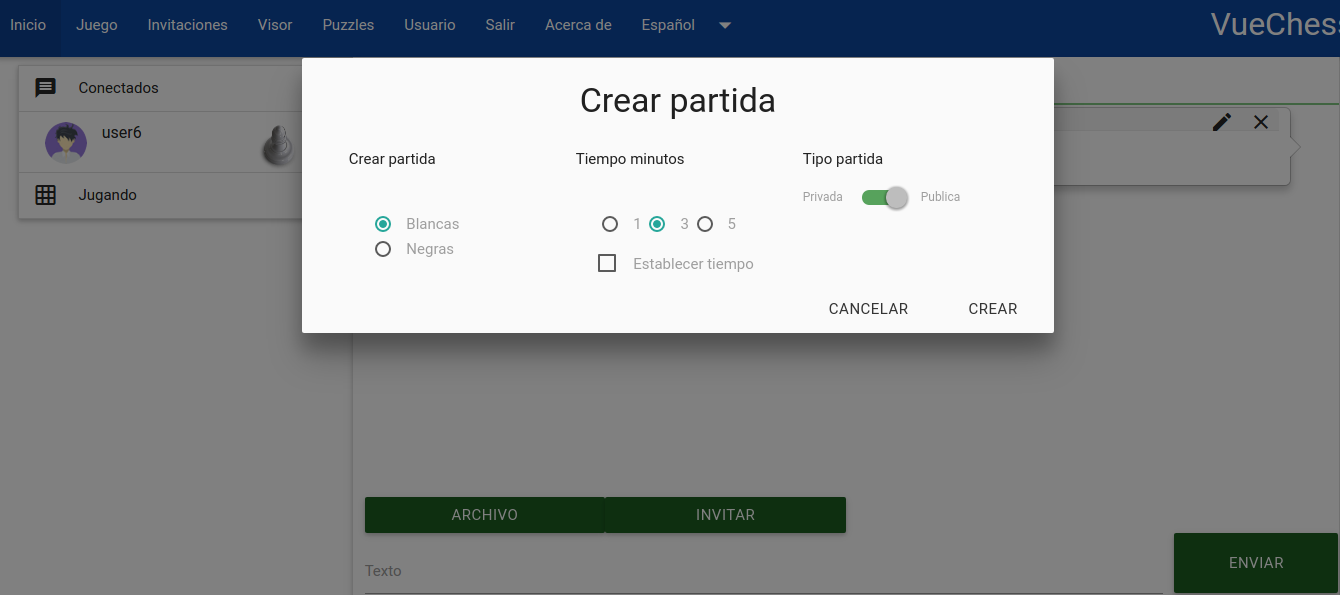 Inicio Juego Invitaciones Visor Puzzles Usuario Salir Acerca de Español
Conectados
user6
Jugando
Crear partida
Crear partida Tiempo minutos Tipo partida
Privada Publica
Blancas 1 3 5
Negras
Establecer tiempo
CANCELAR CREAR
ARCHIVO INVITAR
ENVIAR
Texto